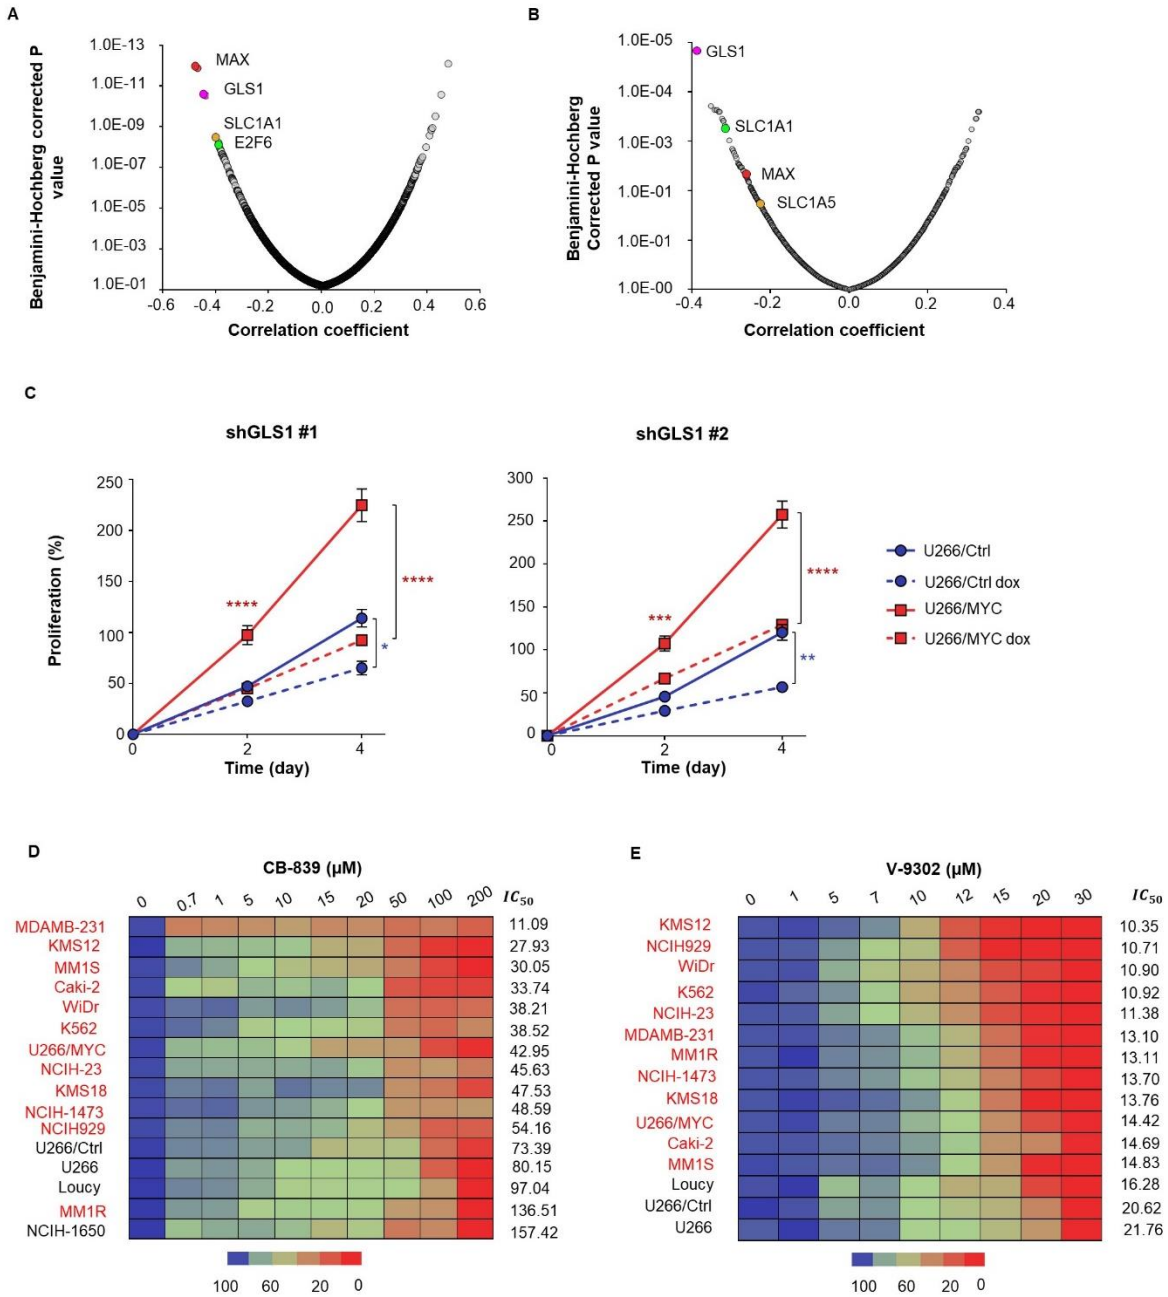 A
Benjamini-Hochberg corrected P
value
1.0E-13
1.0E-11
1.0E-09
1.0E-07
1.0E-05
1.0E-03
1.0E-01
MAX
GLS1
SLC1A1
E2F6
-0.6 -0.4 -0.2 0.0 0.2 0.4 0.6
Correlation coefficient
B
Benjamini-Hochberg
Corrected P value
1.0E-05
1.0E-04
1.0E-03
1.0E-01
1.0E-01
1.0E-00
GLS1
SLC1A1
MAX
SLC1A5
-0.4 -0.2 0.0 0.2 0.4
Correlation coefficient
C
shGLS1 #1
Proliferation (%)
250
200
150
100
50
0
****
****
*
0 2 4
Time (day)
shGLS1 #2
300
250
200
150
100
50
0
***
****
**
0 2 4
Time (day)
U266/Ctrl
U266/Ctrl dox
U266/MYC
U266/MYC dox
D
CB-839 (µM)
0 0.7 1 5 10 15 20 50 100 200 IC50
MDAMB-231 11.09
KMS12 27.93
MM1S 30.05
Caki-2 33.74
WiDr 38.21
K562 38.52
U266/MYC 42.95
NCIH-23 45.63
KMS18 47.53
NCIH-1473 48.59
NCIH929 54.16
U266/Ctrl 73.39
U266 80.15
Loucy 97.04
MM1R 136.51
NCIH-1650 157.42
100 60 20 0
E
V-9302 (µM)
0 1 5 7 10 12 15 20 30 IC50
KMS12 10.35
NCIH929 10.71
WiDr 10.90
K562 10.92
NCIH-23 11.38
MDAMB-231 13.10
MM1R 13.11
NCIH-1473 13.70
KMS18 13.76
U266/MYC 14.42
Caki-2 14.69
MM1S 14.83
Loucy 16.28
U266/Ctrl 20.62
U266 21.76
100 60 20 0